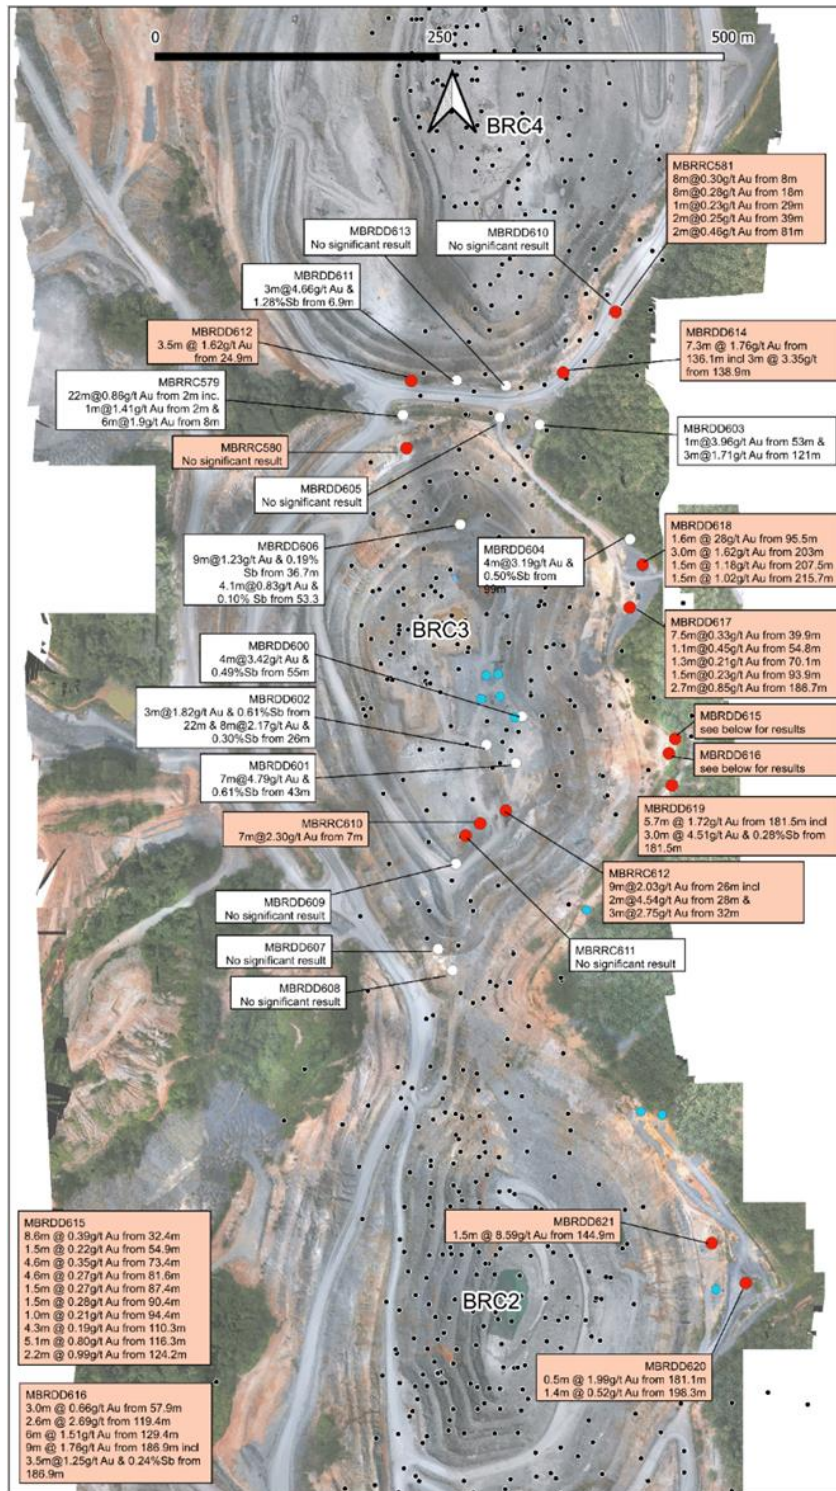 0 250 500 m
BRC4
MBRRC581
8m@0.30g/t Au from 8m
8m@0.28g/t Au from 18m
1m@0.23g/t Au from 29m
2m@0.25g/t Au from 39m
2m@0.46g/t Au from 81m
MBRDD613
No significant result
MBRDD610
No significant result
MBRDD611
3m@4.66g/t Au &
1.28%Sb from 6.9m
MBRDD612
3.5m @ 1.62g/t Au
from 24.9m
MBRDD614
7.3m @ 1.76g/t Au from
136.1m incl 3m @ 3.35g/t
from 138.9m
MBRRC579
22m@0.86g/t Au from 2m inc.
1m@1.41g/t Au from 2m &
6m@1.9g/t Au from 8m
MBRDD603
1m@3.96g/t Au from 53m &
3m@1.71g/t Au from 121m
MBRRC580
No significant result
MBRDD605
No significant result
MBRDD606
9m@1.23g/t Au & 0.19%
Sb from 36.7m
4.1m@0.83g/t Au &
0.10% Sb from 53.3
MBRDD604
4m@3.19g/t Au &
0.50%Sb from
99m
MBRDD618
1.6m @ 28g/t Au from 95.5m
3.0m @ 1.62g/t Au from 203m
1.5m @ 1.18g/t Au from 207.5m
1.5m @ 1.02g/t Au from 215.7m
BRC3
MBRDD617
7.5m@0.33g/t Au from 39.9m
1.1m@0.45g/t Au from 54.8m
1.3m@0.21g/t Au from 70.1m
1.5m@0.23g/t Au from 93.9m
2.7m@0.85g/t Au from 186.7m
MBRDD600
4m@3.42g/t Au &
0.49%Sb from 55m
MBRDD602
3m@1.82g/t Au & 0.61%Sb from
22m & 8m@2.17g/t Au &
0.30%Sb from 26m
MBRDD615
see below for results
MBRDD616
see below for results
MBRDD601
7m@4.79g/t Au &
0.61%Sb from 43m
MBRDD619
5.7m @ 1.72g/t Au from 181.5m incl
3.0m @ 4.51g/t Au & 0.28%Sb from
181.5m
MBRRC610
7m@2.30g/t Au from 7m
MBRRC612
9m@2.03g/t Au from 26m incl
2m@4.54g/t Au from 28m &
3m@2.75g/t Au from 32m
MBRDD609
No significant result
MBRRC611
No significant result
MBRDD607
No significant result
MBRDD608
No significant result
MBRDD615
8.6m @ 0.39g/t Au from 32.4m
1.5m @ 0.22g/t Au from 54.9m
4.6m @ 0.35g/t Au from 73.4m
4.6m @ 0.27g/t Au from 81.6m
1.5m @ 0.27g/t Au from 87.4m
1.5m @ 0.28g/t Au from 90.4m
1.0m @ 0.21g/t Au from 94.4m
4.3m @ 0.19g/t Au from 110.3m
5.1m @ 0.80g/t Au from 116.3m
2.2m @ 0.99g/t Au from 124.2m
MBRDD621
1.5m @ 8.59g/t Au from 144.9m
BRC2
MBRDD620
0.5m @ 1.99g/t Au from 181.1m
1.4m @ 0.52g/t Au from 198.3m
MBRDD616
3.0m @ 0.66g/t Au from 57.9m
2.6m @ 2.69g/t from 119.4m
6m @ 1.51g/t Au from 129.4m
9m @ 1.76g/t Au from 186.9m incl
3.5m@1.25g/t Au & 0.24%Sb from
186.9m